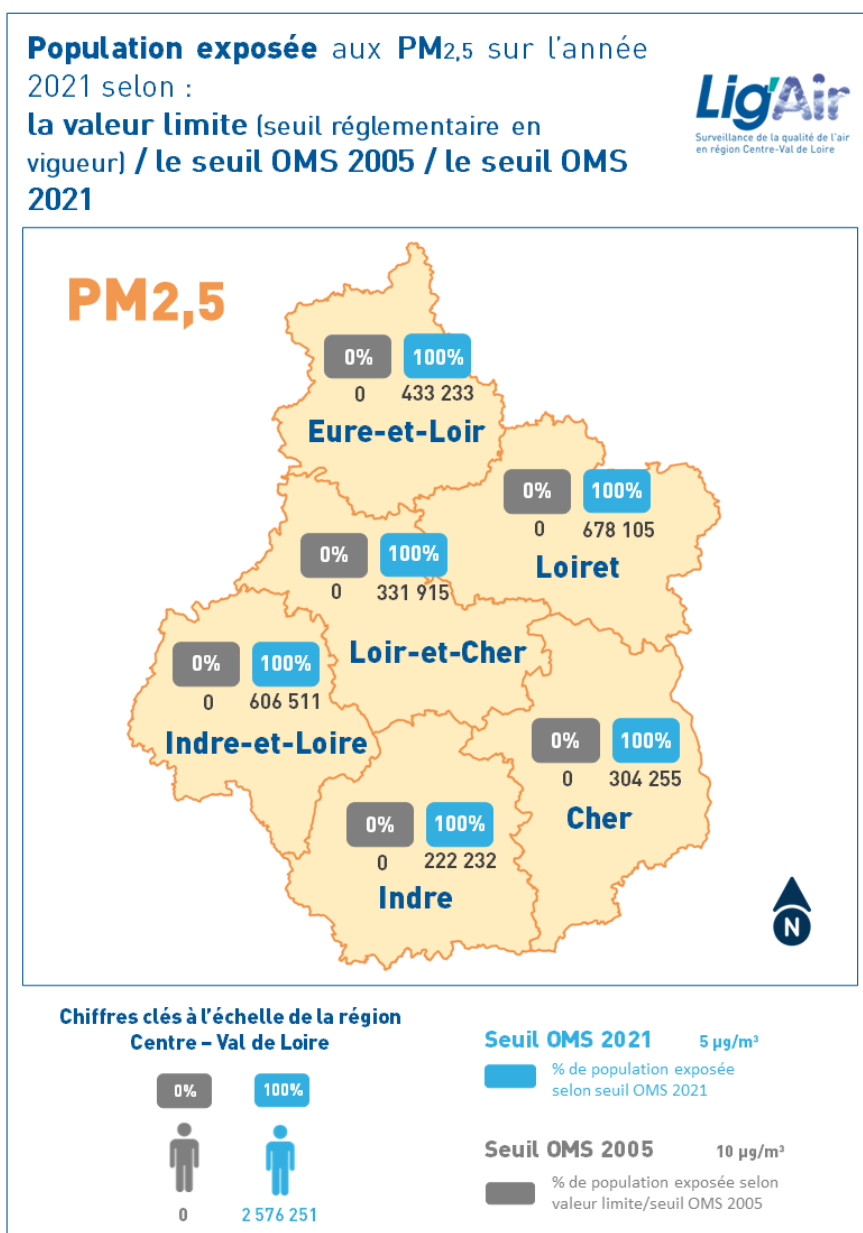 Population exposée aux PM2,5 sur l'année
2021 selon :
la valeur limite (seuil réglementaire en
vigueur) / le seuil OMS 2005 / le seuil OMS
2021
Lig'Air
Surveillance de la qualité de l'air
en région Centre-Val de Loire
PM2,5
0% 100%
0 433 233
Eure-et-Loir
0% 100%
0 678 105
Loiret
0% 100%
0 331 915
Loir-et-Cher
0% 100%
0 606 511
Indre-et-Loire
0% 100%
0 304 255
Cher
0% 100%
0 222 232
Indre
N
Chiffres clés à l'échelle de la région
Centre – Val de Loire
0% 100%
0 2 576 251
Seuil OMS 2021 5 µg/m³
% de population exposée
selon seuil OMS 2021
Seuil OMS 2005 10 µg/m³
% de population exposée selon
valeur limite/seuil OMS 2005